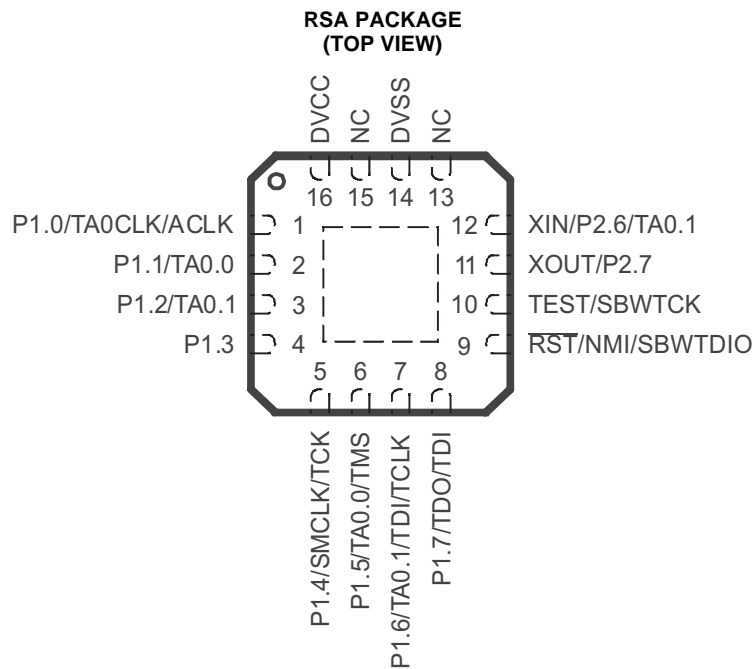 RSA PACKAGE
(TOP VIEW)
DVCC
NC
DVSS
NC
16 15 14 13
P1.0/TA0CLK/ACLK 1
12 XIN/P2.6/TA0.1
P1.1/TA0.0 2
11 XOUT/P2.7
P1.2/TA0.1 3
10 TEST/SBWTCK
P1.3 4
9 R̅S̅T̅/NMI/SBWTDIO
5 6 7 8
P1.4/SMCLK/TCK
P1.5/TA0.0/TMS
P1.6/TA0.1/TDI/TCLK
P1.7/TDO/TDI